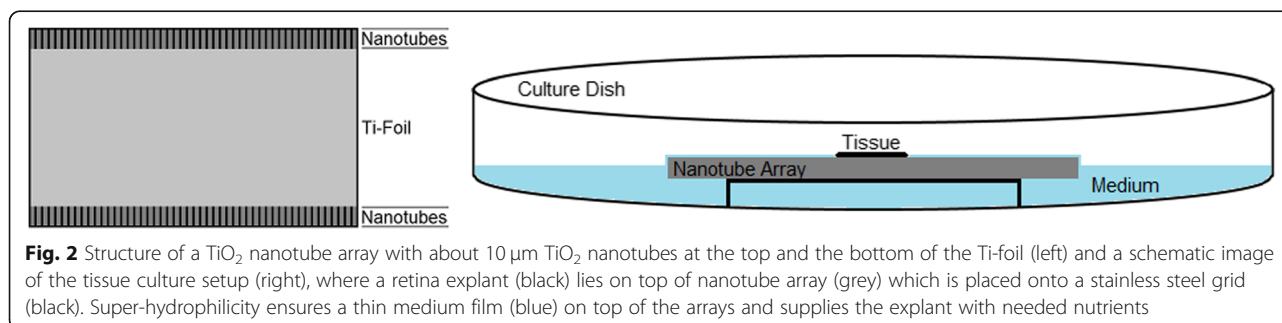 Nanotubes
Ti-Foil
Nanotubes
Culture Dish
Tissue
Nanotube Array
Medium
Fig. 2 Structure of a TiO₂ nanotube array with about 10 μm TiO₂ nanotubes at the top and the bottom of the Ti-foil (left) and a schematic image
of the tissue culture setup (right), where a retina explant (black) lies on top of nanotube array (grey) which is placed onto a stainless steel grid
(black). Super-hydrophilicity ensures a thin medium film (blue) on top of the arrays and supplies the explant with needed nutrients